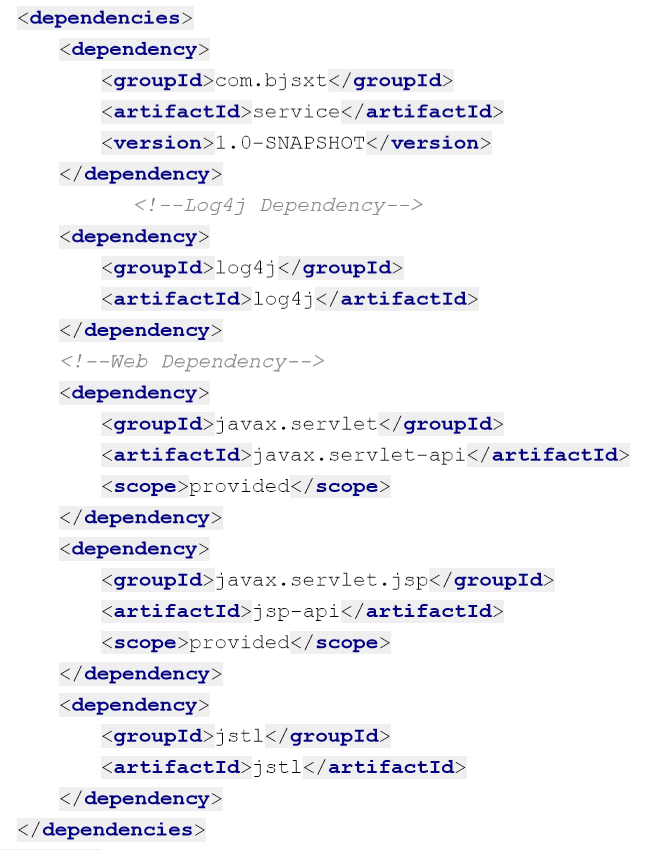 <dependencies>
<dependency>
<groupId>com.bjsxt</groupId>
<artifactId>service</artifactId>
<version>1.0-SNAPSHOT</version>
</dependency>
<!--Log4j Dependency-->
<dependency>
<groupId>log4j</groupId>
<artifactId>log4j</artifactId>
</dependency>
<!--Web Dependency-->
<dependency>
<groupId>javax.servlet</groupId>
<artifactId>javax.servlet-api</artifactId>
<scope>provided</scope>
</dependency>
<dependency>
<groupId>javax.servlet.jsp</groupId>
<artifactId>jsp-api</artifactId>
<scope>provided</scope>
</dependency>
<dependency>
<groupId>jstl</groupId>
<artifactId>jstl</artifactId>
</dependency>
</dependencies>